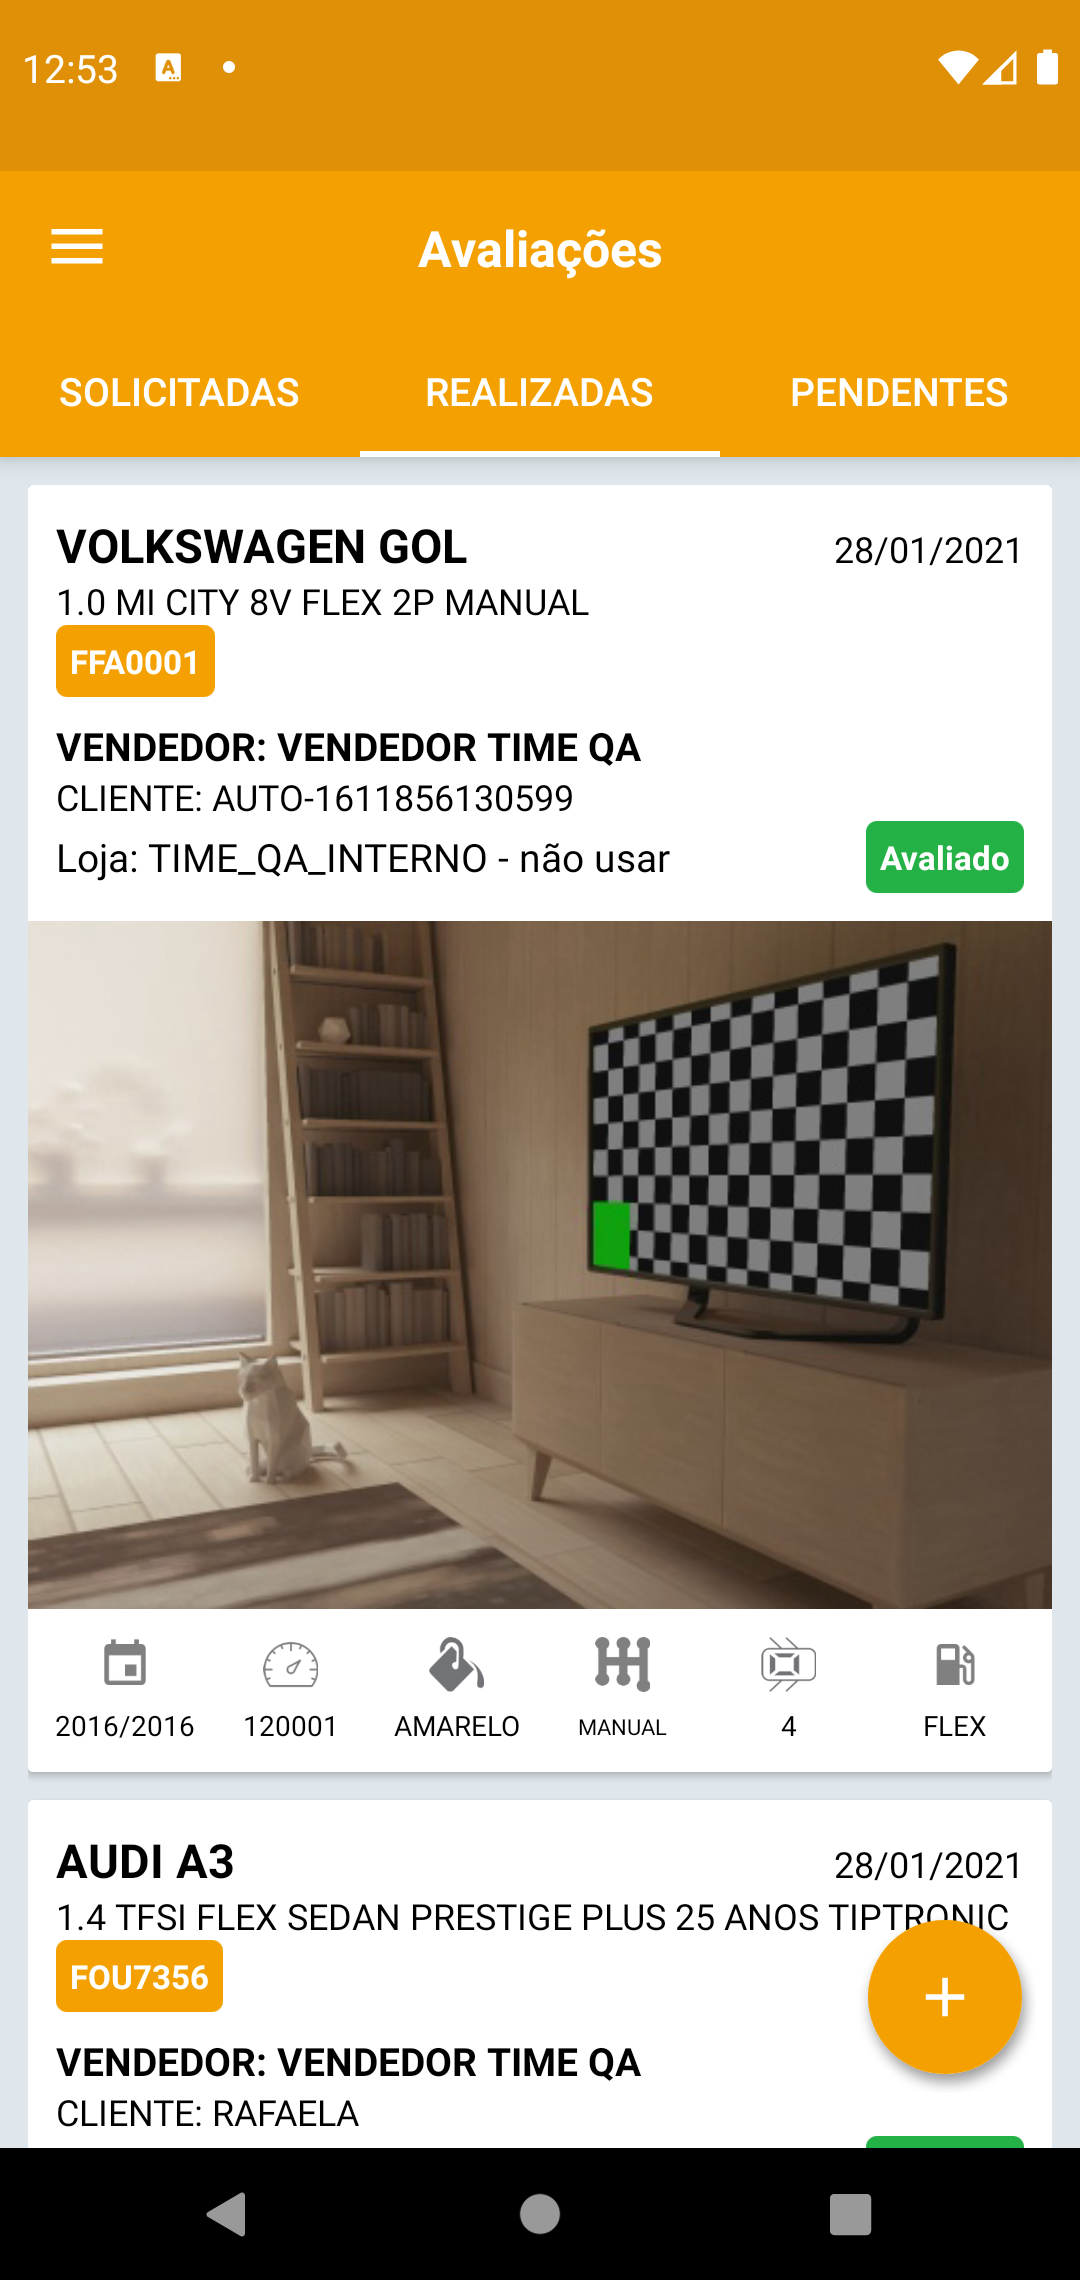 12:53
Avaliações
SOLICITADAS REALIZADAS PENDENTES
VOLKSWAGEN GOL 28/01/2021
1.0 MI CITY 8V FLEX 2P MANUAL
FFA0001
VENDEDOR: VENDEDOR TIME QA
CLIENTE: AUTO-1611856130599
Loja: TIME_QA_INTERNO - não usar Avaliado
2016/2016 120001 AMARELO MANUAL 4 FLEX
AUDI A3 28/01/2021
1.4 TFSI FLEX SEDAN PRESTIGE PLUS 25 ANOS TIPTRONIC
FOU7356
VENDEDOR: VENDEDOR TIME QA
CLIENTE: RAFAELA